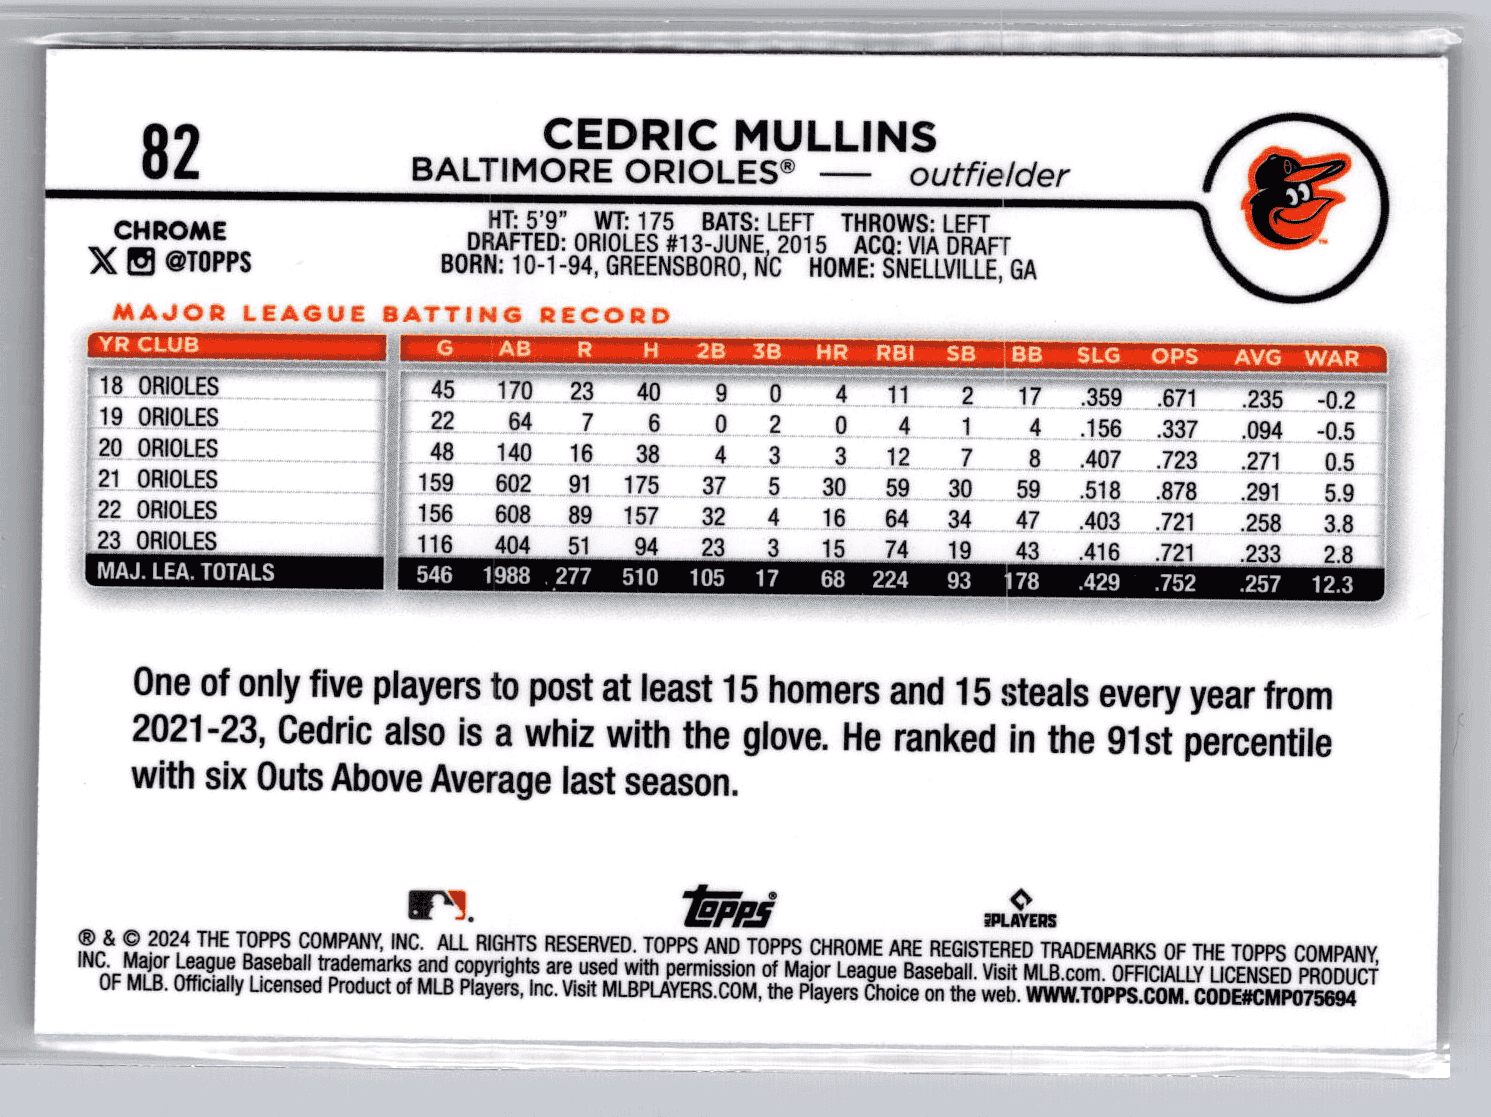 82
CEDRIC MULLINS
BALTIMORE ORIOLES® — outfielder
CHROME
@TOPPS
HT: 5'9" WT: 175 BATS: LEFT THROWS: LEFT
DRAFTED: ORIOLES #13-JUNE, 2015 ACQ: VIA DRAFT
BORN: 10-1-94, GREENSBORO, NC HOME: SNELLVILLE, GA
MAJOR LEAGUE BATTING RECORD
YR CLUB G AB R H 2B 3B HR RBI SB BB SLG OPS AVG WAR
18 ORIOLES 45 170 23 40 9 0 4 11 2 17 .359 .671 .235 -0.2
19 ORIOLES 22 64 7 6 0 2 0 4 1 4 .156 .337 .094 -0.5
20 ORIOLES 48 140 16 38 4 3 3 12 7 8 .407 .723 .271 0.5
21 ORIOLES 159 602 91 175 37 5 30 59 30 59 .518 .878 .291 5.9
22 ORIOLES 156 608 89 157 32 4 16 64 34 47 .403 .721 .258 3.8
23 ORIOLES 116 404 51 94 23 3 15 74 19 43 .416 .721 .233 2.8
MAJ. LEA. TOTALS 546 1988 277 510 105 17 68 224 93 178 .429 .752 .257 12.3
One of only five players to post at least 15 homers and 15 steals every year from
2021-23, Cedric also is a whiz with the glove. He ranked in the 91st percentile
with six Outs Above Average last season.
Topps®
MLBPLAYERS
® & © 2024 THE TOPPS COMPANY, INC. ALL RIGHTS RESERVED. TOPPS AND TOPPS CHROME ARE REGISTERED TRADEMARKS OF THE TOPPS COMPANY,
INC. Major League Baseball trademarks and copyrights are used with permission of Major League Baseball. Visit MLB.com. OFFICIALLY LICENSED PRODUCT
OF MLB. Officially Licensed Product of MLB Players, Inc. Visit MLBPLAYERS.COM, the Players Choice on the web. WWW.TOPPS.COM. CODE#CMP075694